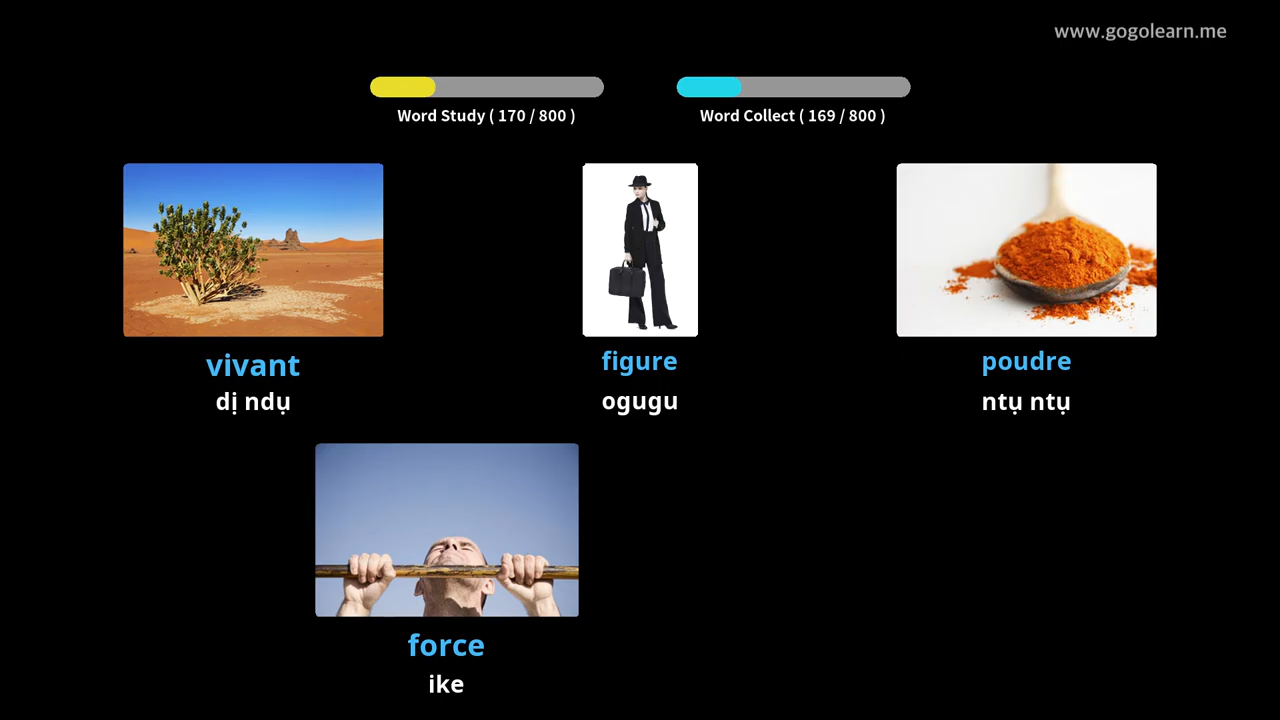 www.gogolearn.me
Word Study ( 170 / 800 )
Word Collect ( 169 / 800 )
vivant
dị ndụ
figure
ogugu
poudre
ntụ ntụ
force
ike